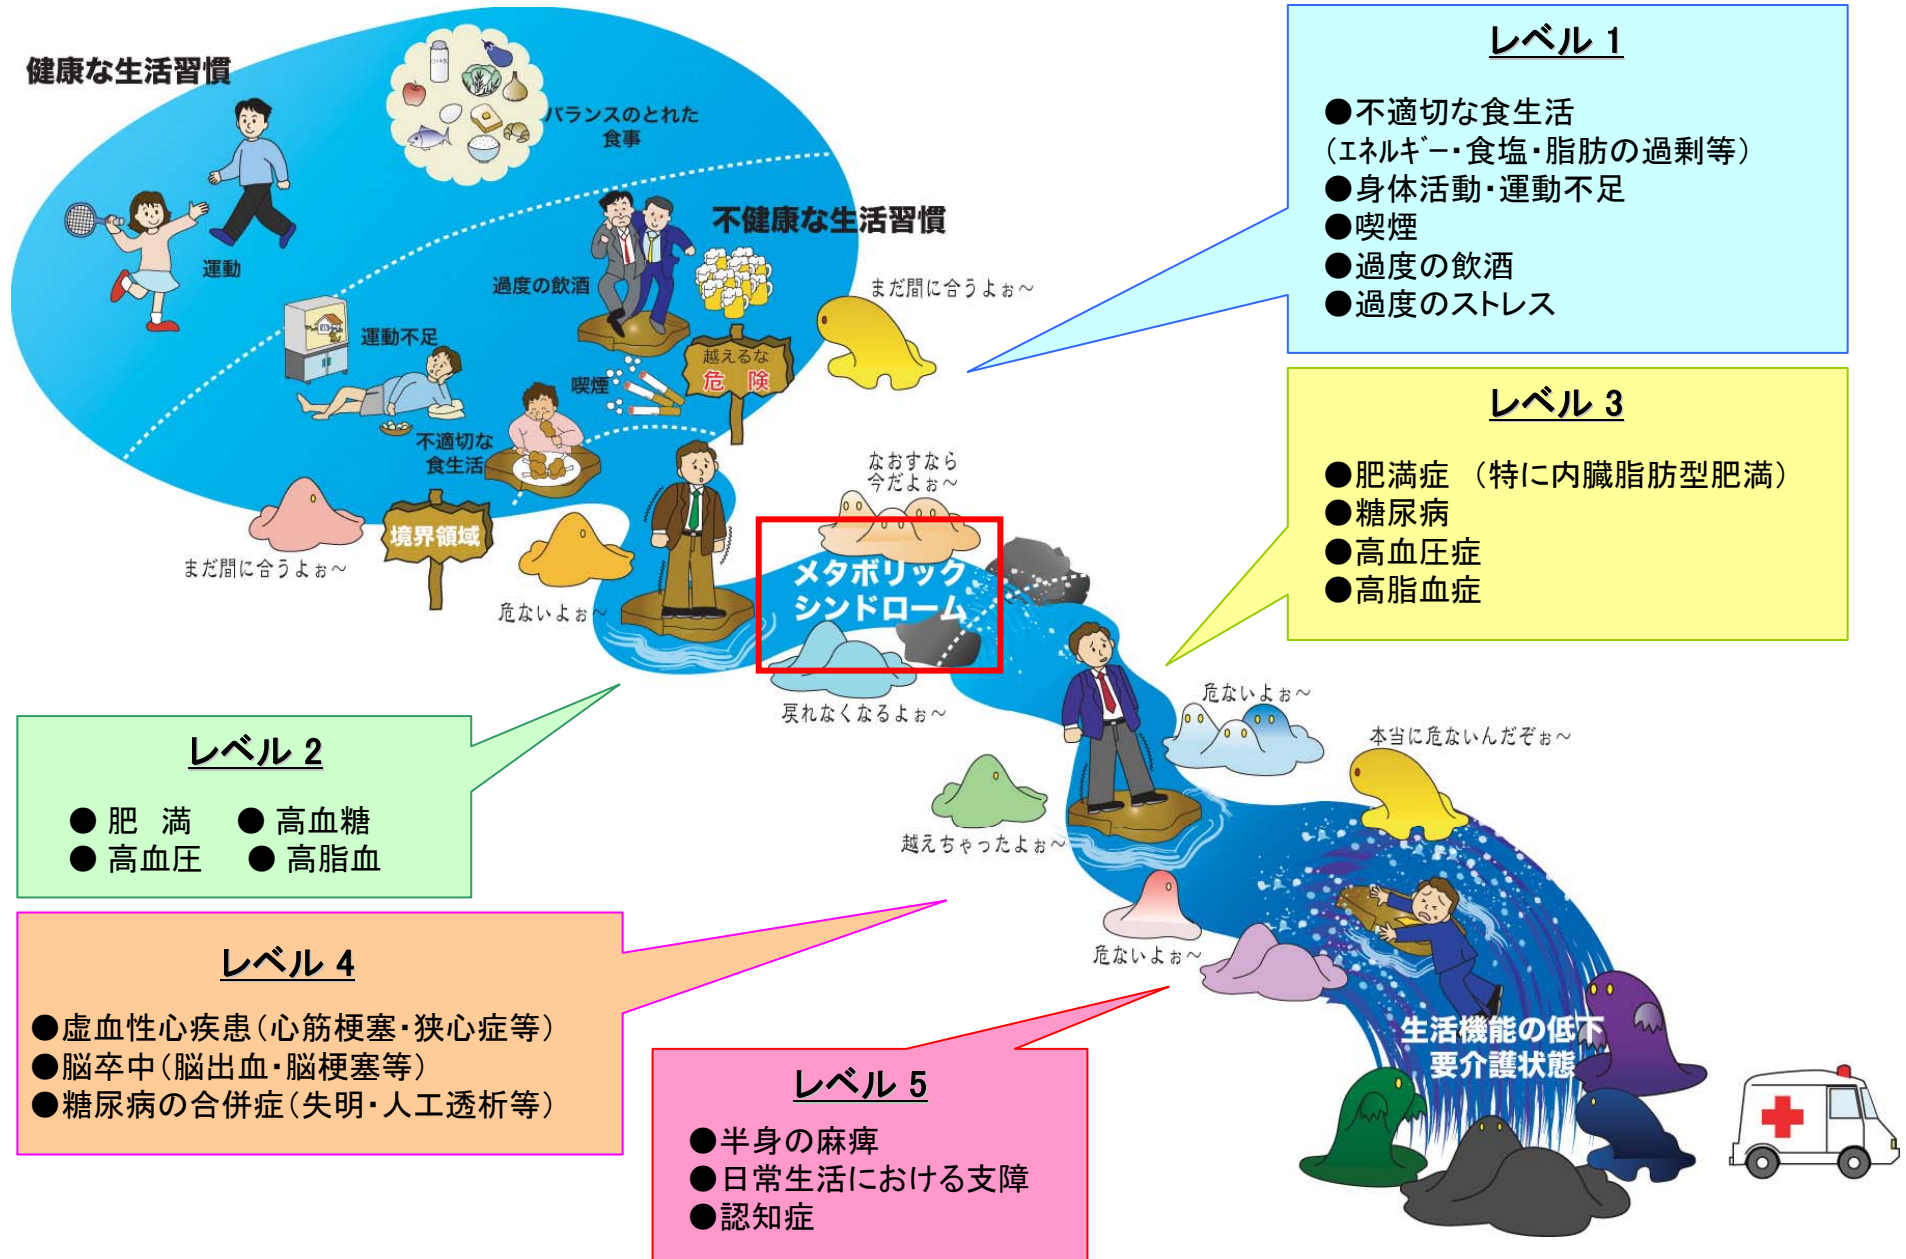 健康な生活習慣
バランスのとれた
食事
運動
不健康な生活習慣
過度の飲酒
まだ間に合うよぉ～
運動不足
越えるな
危 険
喫煙
不適切な
食生活
境界領域
まだ間に合うよぉ～
危ないよぉ～
なおすなら
今だよぉ～
メタボリック
シンドローム
戻れなくなるよぉ～
危ないよぉ～
本当に危ないんだぞぉ～
越えちゃったよぉ～
危ないよぉ～
生活機能の低下
要介護状態
レベル 1
●不適切な食生活
(エネルギー・食塩・脂肪の過剰等)
●身体活動・運動不足
●喫煙
●過度の飲酒
●過度のストレス
レベル 3
●肥満症 (特に内臓脂肪型肥満)
●糖尿病
●高血圧症
●高脂血症
レベル 2
● 肥 満 ● 高血糖
● 高血圧 ● 高脂血
レベル 4
●虚血性心疾患(心筋梗塞・狭心症等)
●脳卒中(脳出血・脳梗塞等)
●糖尿病の合併症(失明・人工透析等)
レベル 5
●半身の麻痺
●日常生活における支障
●認知症